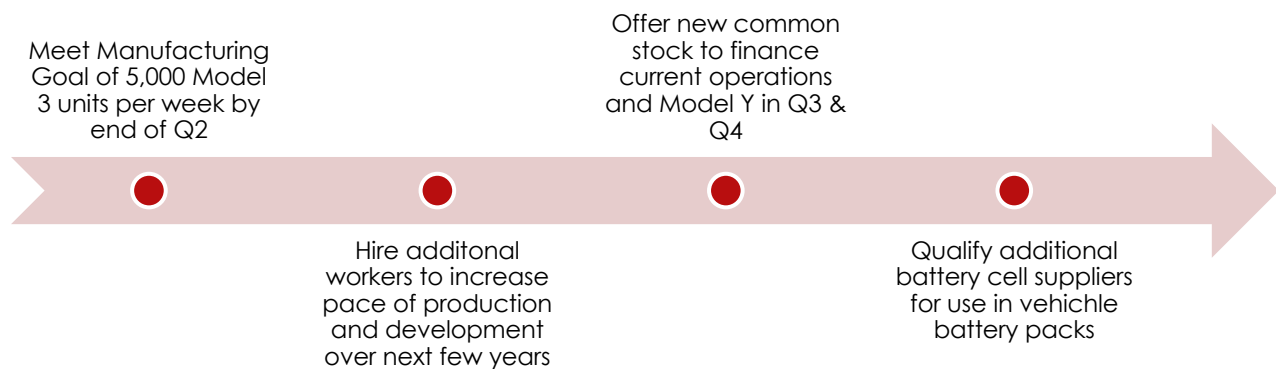 Meet Manufacturing
Goal of 5,000 Model
3 units per week by
end of Q2
Hire additonal
workers to increase
pace of production
and development
over next few years
Offer new common
stock to finance
current operations
and Model Y in Q3 &
Q4
Qualify additional
battery cell suppliers
for use in vehichle
battery packs